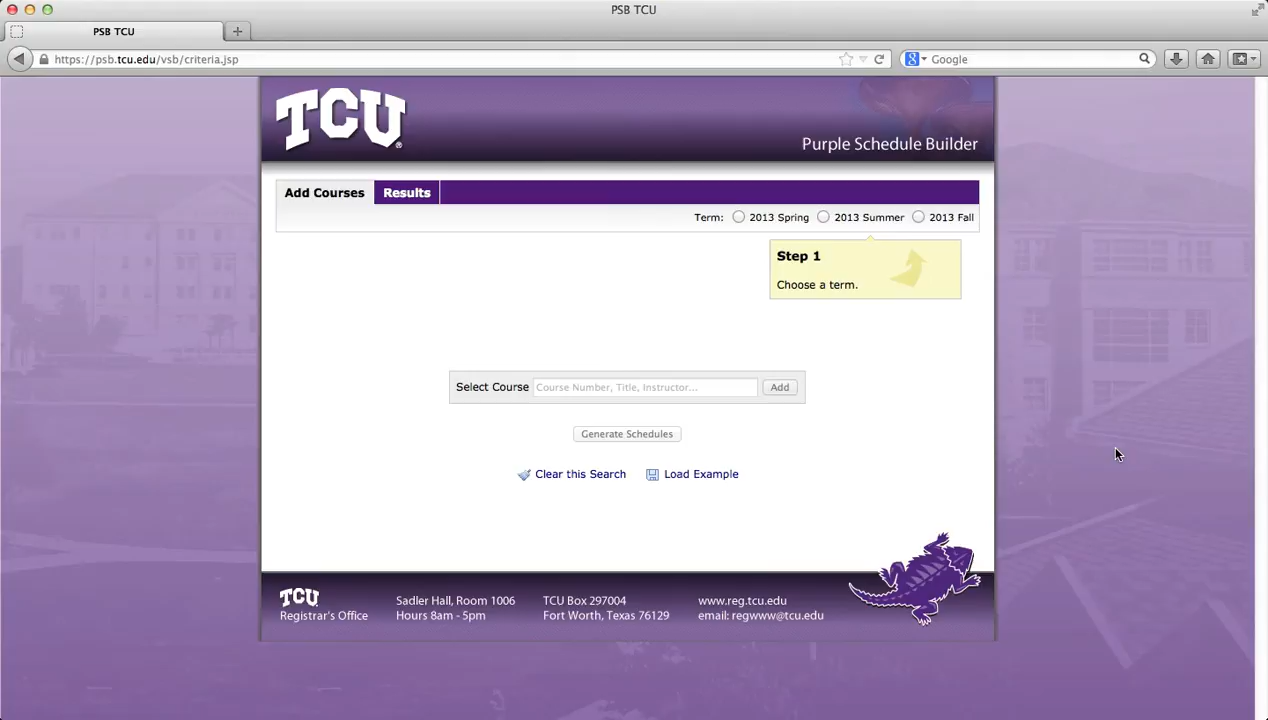 PSB TCU
PSB TCU
https://psb.tcu.edu/vsb/criteria.jsp
Google
TCU
Purple Schedule Builder
Add Courses Results
Term: 2013 Spring 2013 Summer 2013 Fall
Step 1
Choose a term.
Select Course Course Number, Title, Instructor... Add
Generate Schedules
Clear this Search Load Example
TCU Sadler Hall, Room 1006 TCU Box 297004 www.reg.tcu.edu
Registrar's Office Hours 8am - 5pm Fort Worth, Texas 76129 email: regwww@tcu.edu